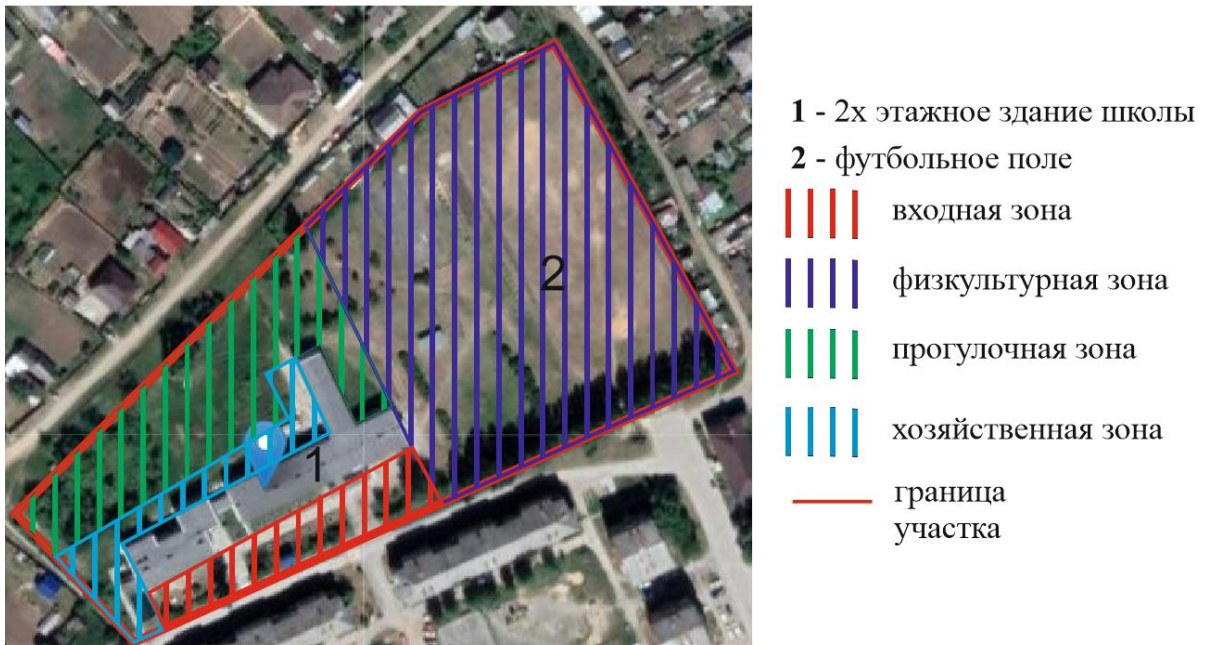 1 - 2х этажное здание школы
2 - футбольное поле
входная зона
физкультурная зона
прогулочная зона
хозяйственная зона
граница
участка
2
1